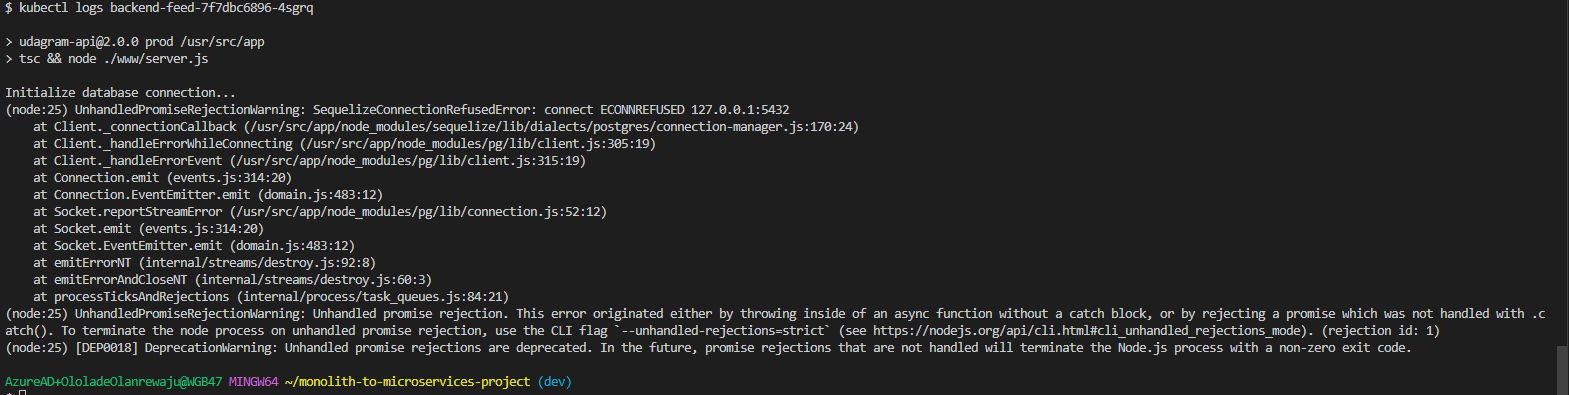 $ kubectl logs backend-feed-7f7dbc6896-4sgrq
> udagram-api@2.0.0 prod /usr/src/app
> tsc && node ./www/server.js
Initialize database connection...
(node:25) UnhandledPromiseRejectionWarning: SequelizeConnectionRefusedError: connect ECONNREFUSED 127.0.0.1:5432
    at Client._connectionCallback (/usr/src/app/node_modules/sequelize/lib/dialects/postgres/connection-manager.js:170:24)
    at Client._handleErrorWhileConnecting (/usr/src/app/node_modules/pg/lib/client.js:305:19)
    at Client._handleErrorEvent (/usr/src/app/node_modules/pg/lib/client.js:315:19)
    at Connection.emit (events.js:314:20)
    at Connection.EventEmitter.emit (domain.js:483:12)
    at Socket.reportStreamError (/usr/src/app/node_modules/pg/lib/connection.js:52:12)
    at Socket.emit (events.js:314:20)
    at Socket.EventEmitter.emit (domain.js:483:12)
    at emitErrorNT (internal/streams/destroy.js:92:8)
    at emitErrorAndCloseNT (internal/streams/destroy.js:60:3)
    at processTicksAndRejections (internal/process/task_queues.js:84:21)
(node:25) UnhandledPromiseRejectionWarning: Unhandled promise rejection. This error originated either by throwing inside of an async function without a catch block, or by rejecting a promise which was not handled with .c
atch(). To terminate the node process on unhandled promise rejection, use the CLI flag `--unhandled-rejections=strict` (see https://nodejs.org/api/cli.html#cli_unhandled_rejections_mode). (rejection id: 1)
(node:25) [DEP0018] DeprecationWarning: Unhandled promise rejections are deprecated. In the future, promise rejections that are not handled will terminate the Node.js process with a non-zero exit code.
AzureAD+OloladeOlanrewaju@WGB47 MINGW64 ~/monolith-to-microservices-project (dev)